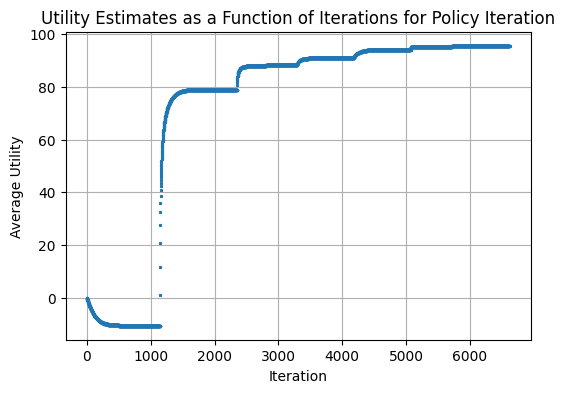 Utility Estimates as a Function of Iterations for Policy Iteration
100
80
60
40
20
0
Average Utility
0 1000 2000 3000 4000 5000 6000
Iteration